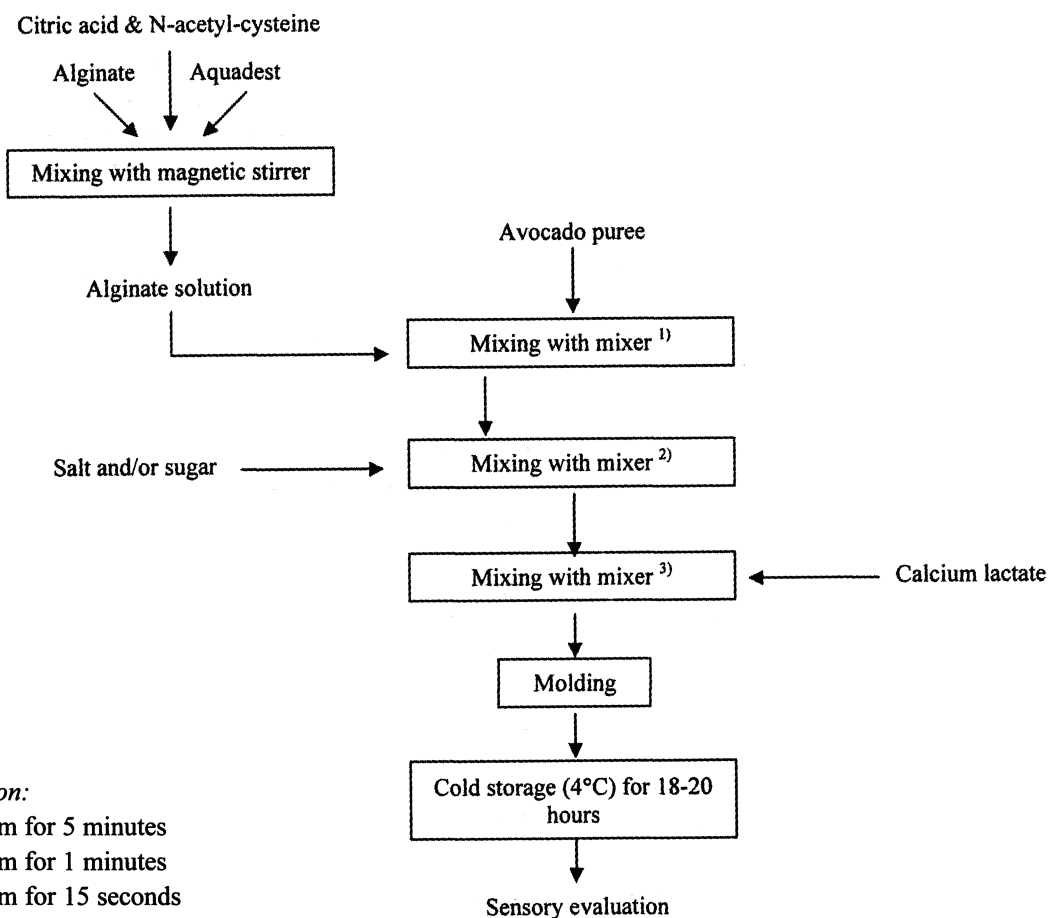 Citric acid & N-acetyl-cysteine
Alginate
Aquadest
Mixing with magnetic stirrer
Alginate solution
Avocado puree
Mixing with mixer 1)
Salt and/or sugar
Mixing with mixer 2)
Mixing with mixer 3)
Calcium lactate
Molding
Cold storage (4°C) for 18-20
hours
Sensory evaluation
for 5 minutes
for 1 minutes
for 15 seconds